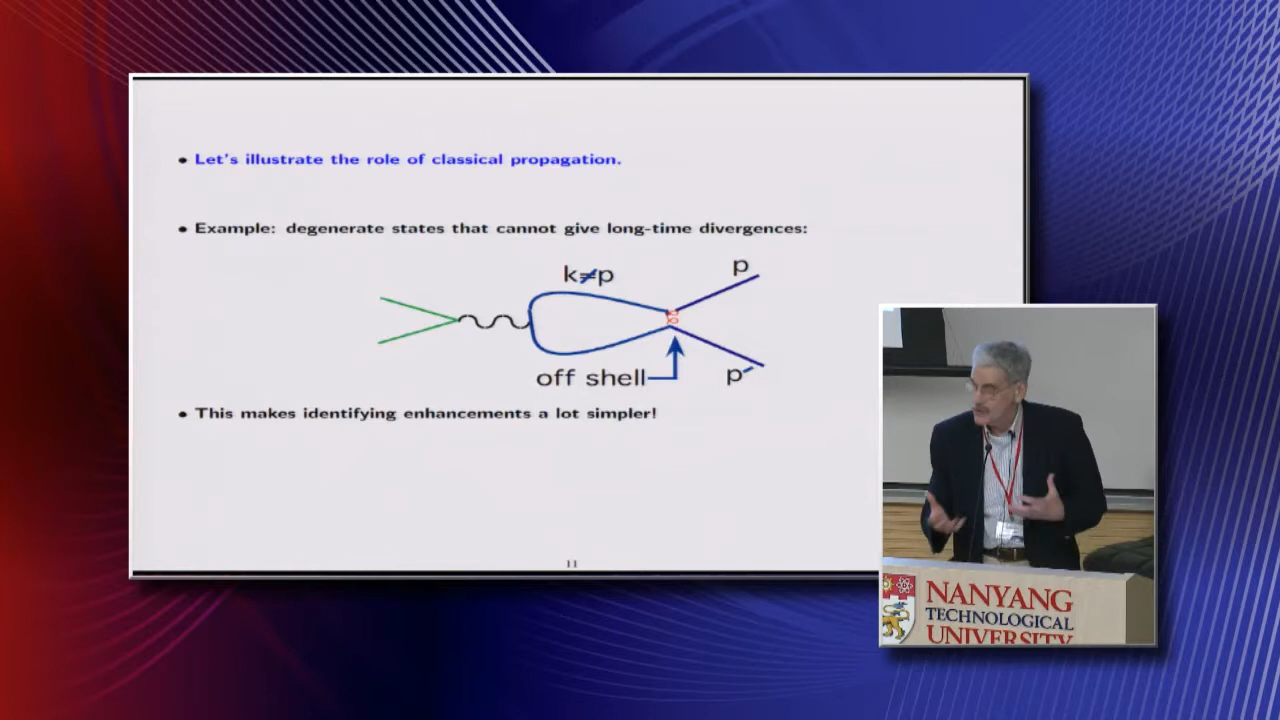 • Let's illustrate the role of classical propagation.
• Example: degenerate states that cannot give long-time divergences:
k≠p
p
off shell
p′
• This makes identifying enhancements a lot simpler!
11
NANYANG
TECHNOLOGICAL
UNIVERSITY